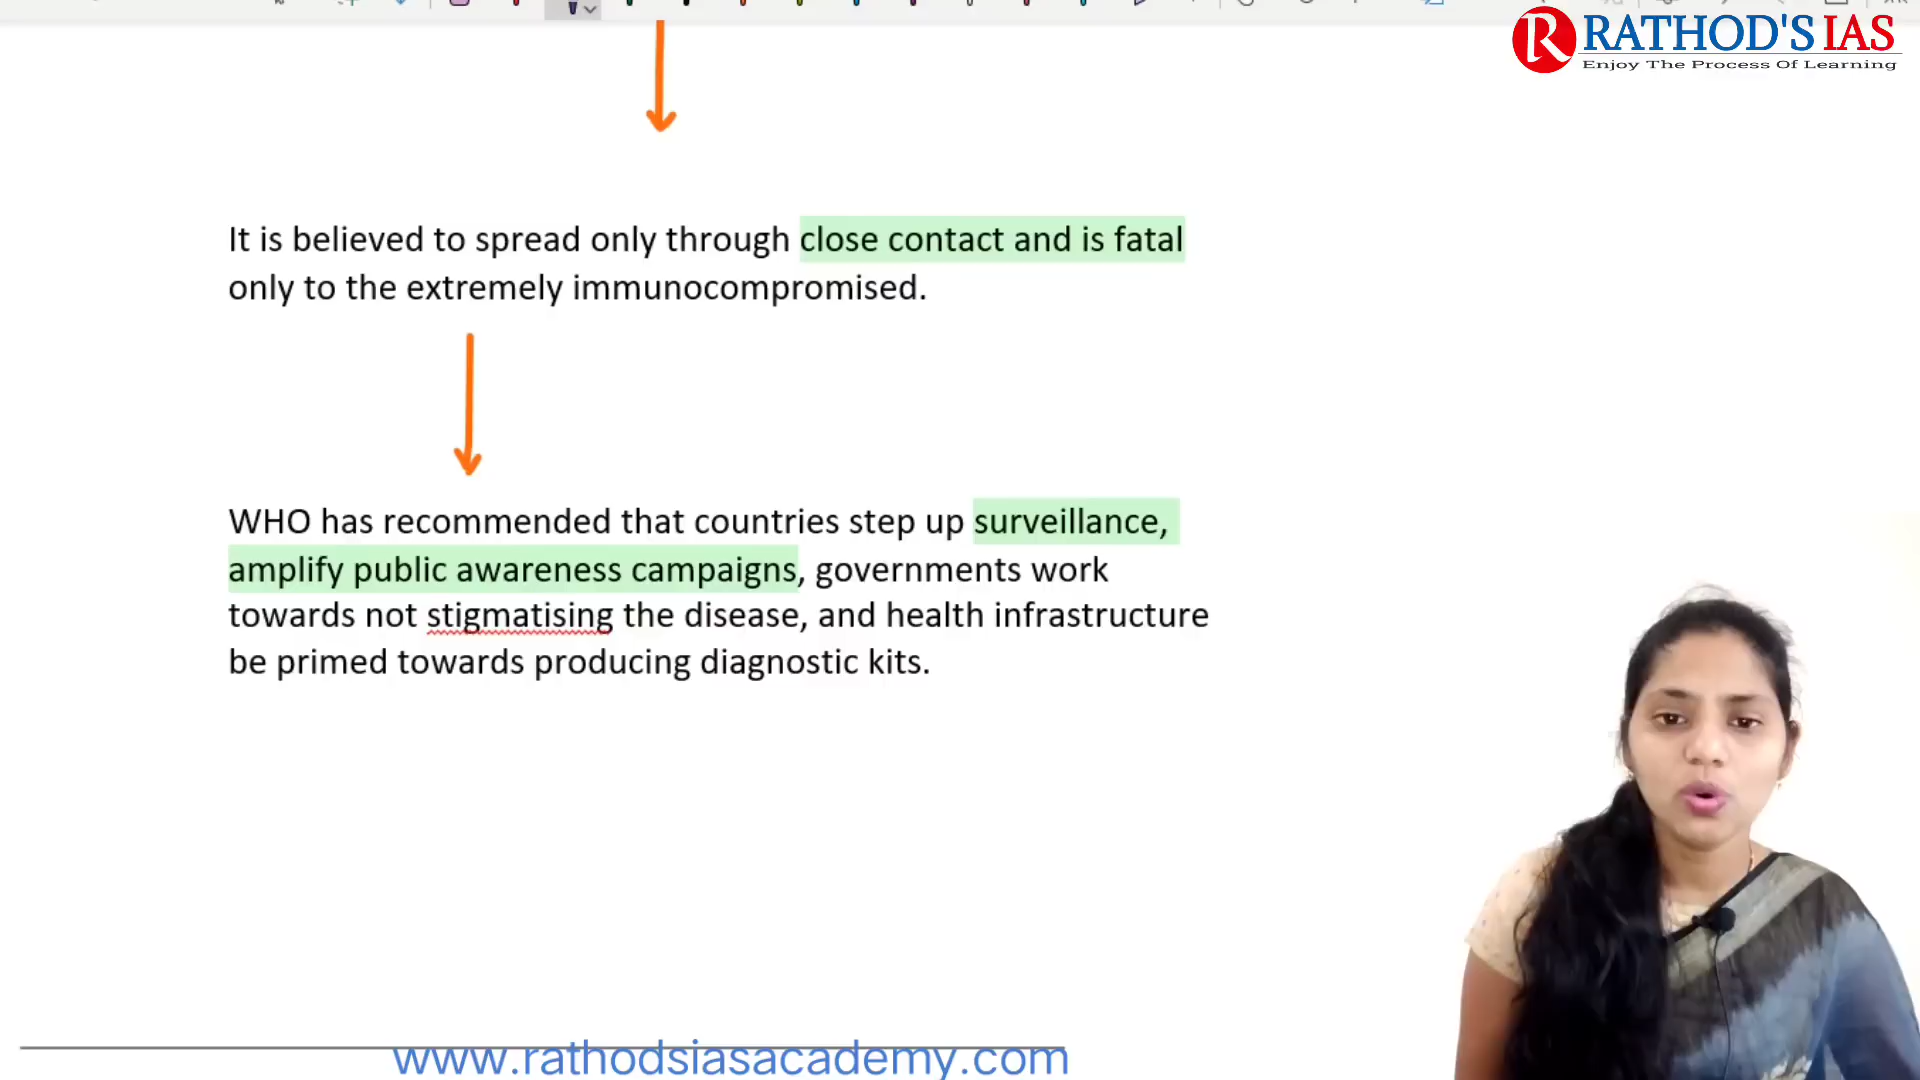 RATHOD'S IAS
Enjoy The Process Of Learning
It is believed to spread only through close contact and is fatal
only to the extremely immunocompromised.
WHO has recommended that countries step up surveillance,
amplify public awareness campaigns, governments work
towards not stigmatising the disease, and health infrastructure
be primed towards producing diagnostic kits.
www.rathodsiasacademy.com